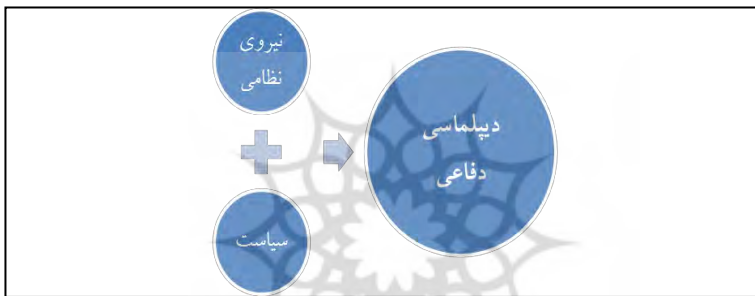 نیروی
نظامی
دیپلماسی
دفاعی
سیاست